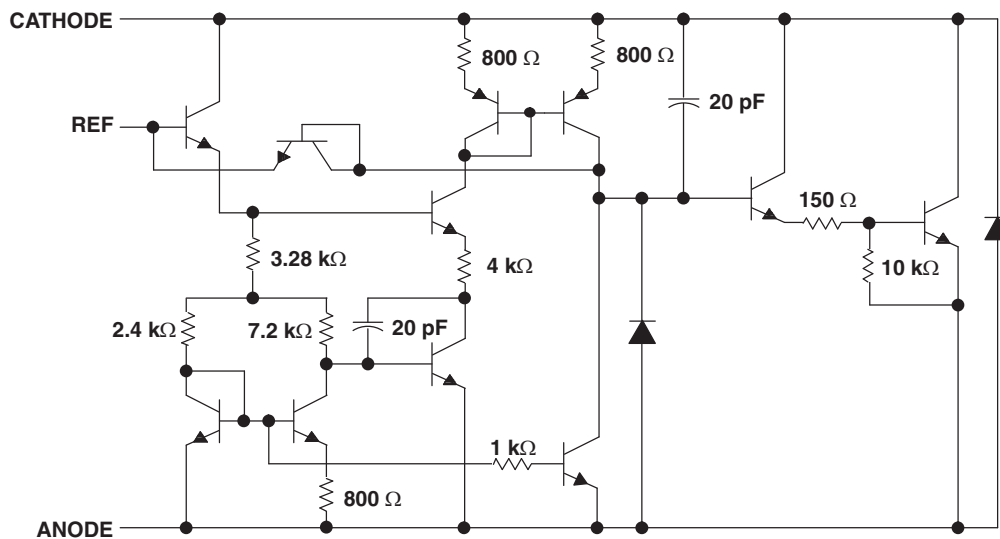 CATHODE
800 Ω
800 Ω
20 pF
REF
150 Ω
3.28 kΩ
4 kΩ
10 kΩ
2.4 kΩ
7.2 kΩ
20 pF
1 kΩ
800 Ω
ANODE